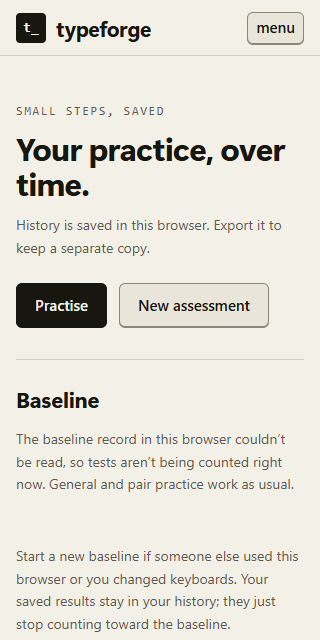 t_ typeforge menu
SMALL STEPS, SAVED
Your practice, over
time.
History is saved in this browser. Export it to
keep a separate copy.
Practise New assessment
Baseline
The baseline record in this browser couldn’t
be read, so tests aren’t being counted right
now. General and pair practice work as usual.
Start a new baseline if someone else used this
browser or you changed keyboards. Your
saved results stay in your history; they just
stop counting toward the baseline.